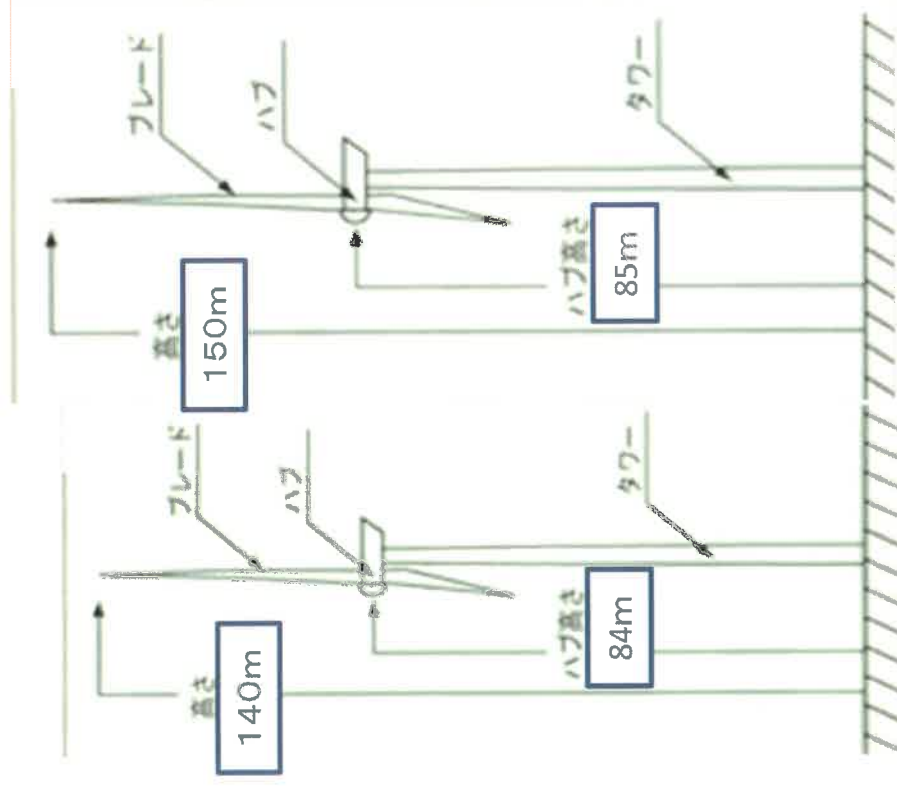 高さ
140m
ハブ高さ
84m
ブレード
ハブ
タワー
高さ
150m
ハブ高さ
85m
ブレード
ハブ
タワー